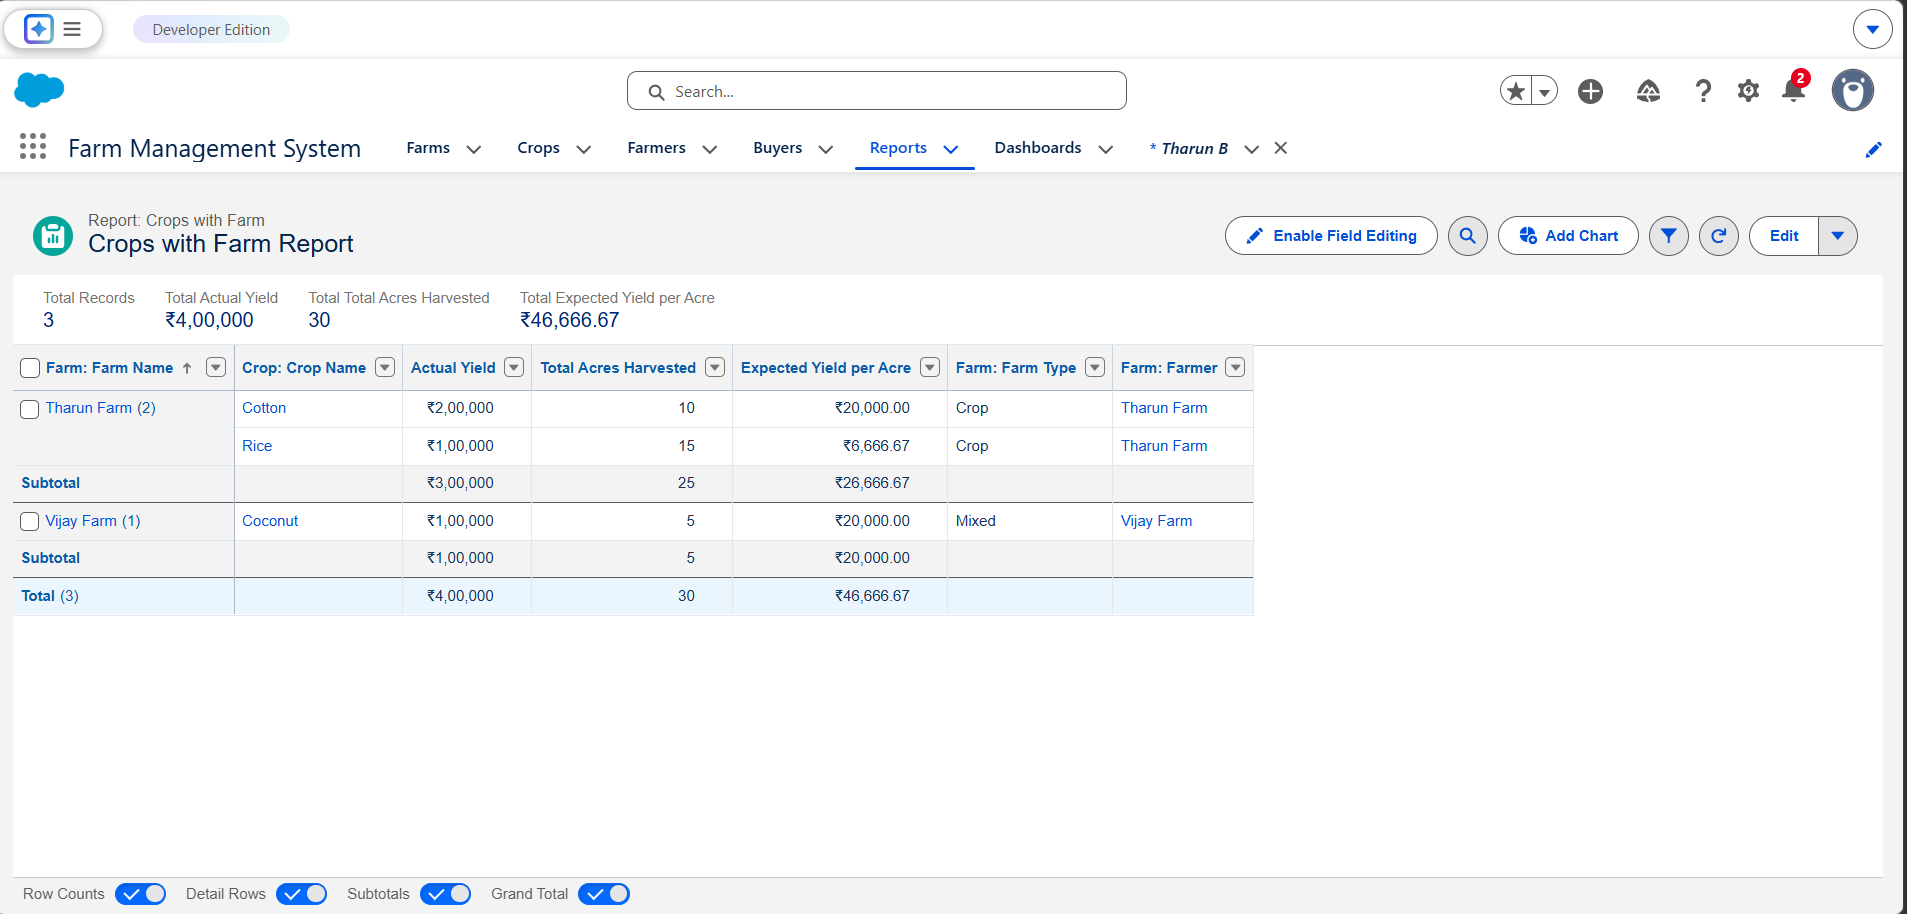 Developer Edition
Search...
2
Farm Management System Farms Crops Farmers Buyers Reports Dashboards * Tharun B
Report: Crops with Farm
Crops with Farm Report
Enable Field Editing Add Chart Edit
Total Records Total Actual Yield Total Total Acres Harvested Total Expected Yield per Acre
3 ₹4,00,000 30 ₹46,666.67
Farm: Farm Name ↑ Crop: Crop Name Actual Yield Total Acres Harvested Expected Yield per Acre Farm: Farm Type Farm: Farmer
Tharun Farm (2) Cotton ₹2,00,000 10 ₹20,000.00 Crop Tharun Farm
Rice ₹1,00,000 15 ₹6,666.67 Crop Tharun Farm
Subtotal ₹3,00,000 25 ₹26,666.67
Vijay Farm (1) Coconut ₹1,00,000 5 ₹20,000.00 Mixed Vijay Farm
Subtotal ₹1,00,000 5 ₹20,000.00
Total (3) ₹4,00,000 30 ₹46,666.67
Row Counts Detail Rows Subtotals Grand Total